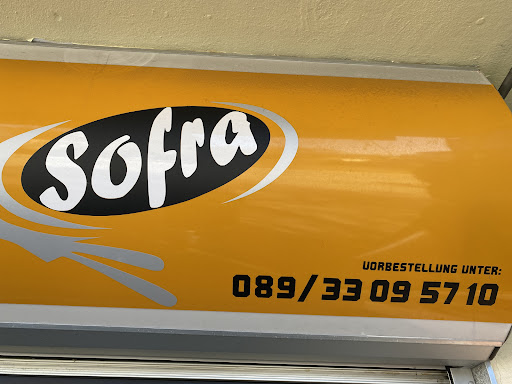 Sofra
VORBESTELLUNG UNTER:
089/33 09 57 10